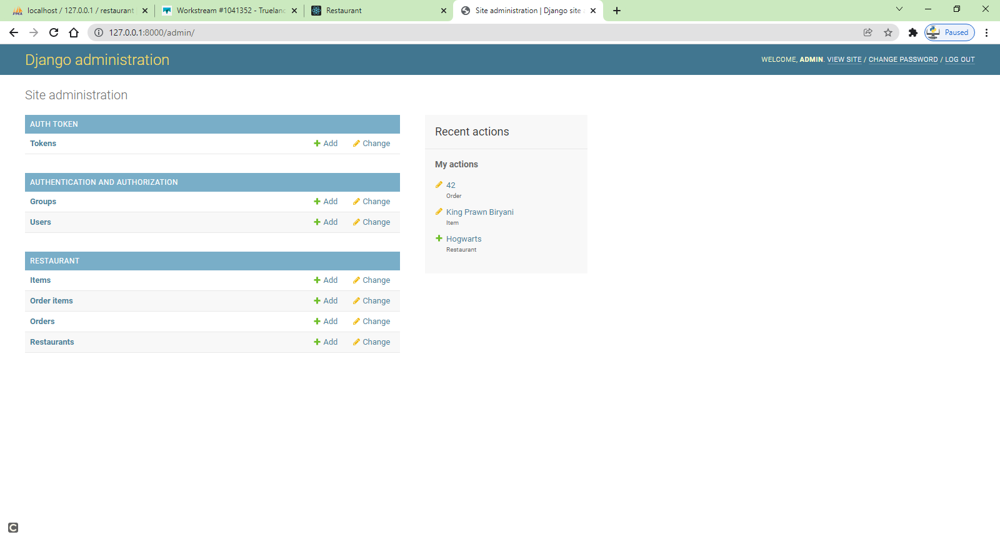 PMA localhost / 127.0.0.1 / restaurant
Workstream #1041352 - Truelanc
Restaurant
Site administration | Django site
127.0.0.1:8000/admin/
Paused
Django administration
WELCOME, ADMIN. VIEW SITE / CHANGE PASSWORD / LOG OUT
Site administration
AUTH TOKEN
Tokens Add Change
AUTHENTICATION AND AUTHORIZATION
Groups Add Change
Users Add Change
RESTAURANT
Items Add Change
Order items Add Change
Orders Add Change
Restaurants Add Change
Recent actions
My actions
42
Order
King Prawn Biryani
Item
Hogwarts
Restaurant
C